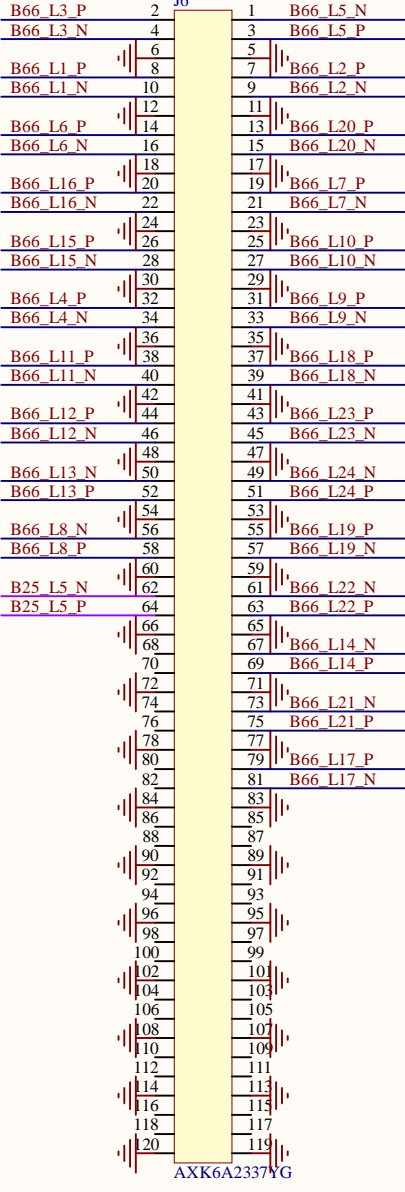 J6
B66_L3_P 2 1 B66_L5_N
B66_L3_N 4 3 B66_L5_P
6 5
B66_L1_P 8 7 B66_L2_P
B66_L1_N 10 9 B66_L2_N
12 11
B66_L6_P 14 13 B66_L20_P
B66_L6_N 16 15 B66_L20_N
18 17
B66_L16_P 20 19 B66_L7_P
B66_L16_N 22 21 B66_L7_N
24 23
B66_L15_P 26 25 B66_L10_P
B66_L15_N 28 27 B66_L10_N
30 29
B66_L4_P 32 31 B66_L9_P
B66_L4_N 34 33 B66_L9_N
36 35
B66_L11_P 38 37 B66_L18_P
B66_L11_N 40 39 B66_L18_N
42 41
B66_L12_P 44 43 B66_L23_P
B66_L12_N 46 45 B66_L23_N
48 47
B66_L13_N 50 49 B66_L24_N
B66_L13_P 52 51 B66_L24_P
54 53
B66_L8_N 56 55 B66_L19_P
B66_L8_P 58 57 B66_L19_N
60 59
B25_L5_N 62 61 B66_L22_N
B25_L5_P 64 63 B66_L22_P
66 65
68 67 B66_L14_N
70 69 B66_L14_P
72 71
74 73 B66_L21_N
76 75 B66_L21_P
78 77
80 79 B66_L17_P
82 81 B66_L17_N
84 83
86 85
88 87
90 89
92 91
94 93
96 95
98 97
100 99
102 101
104 103
106 105
108 107
110 109
112 111
114 113
116 115
118 117
120 119
AXK6A2337YG